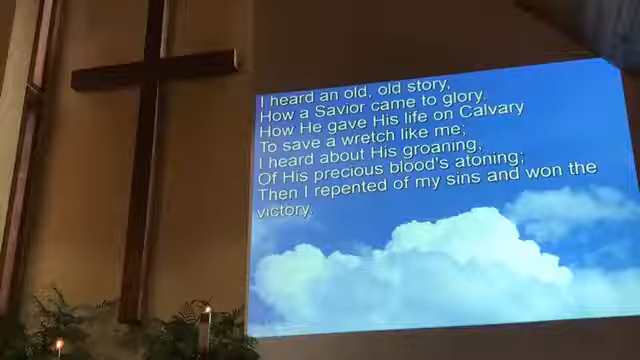 I heard an old, old story,
How a Savior came to glory.
How He gave His life on Calvary
To save a wretch like me;
I heard about His groaning,
Of His precious blood's atoning;
Then I repented of my sins and won the
victory.